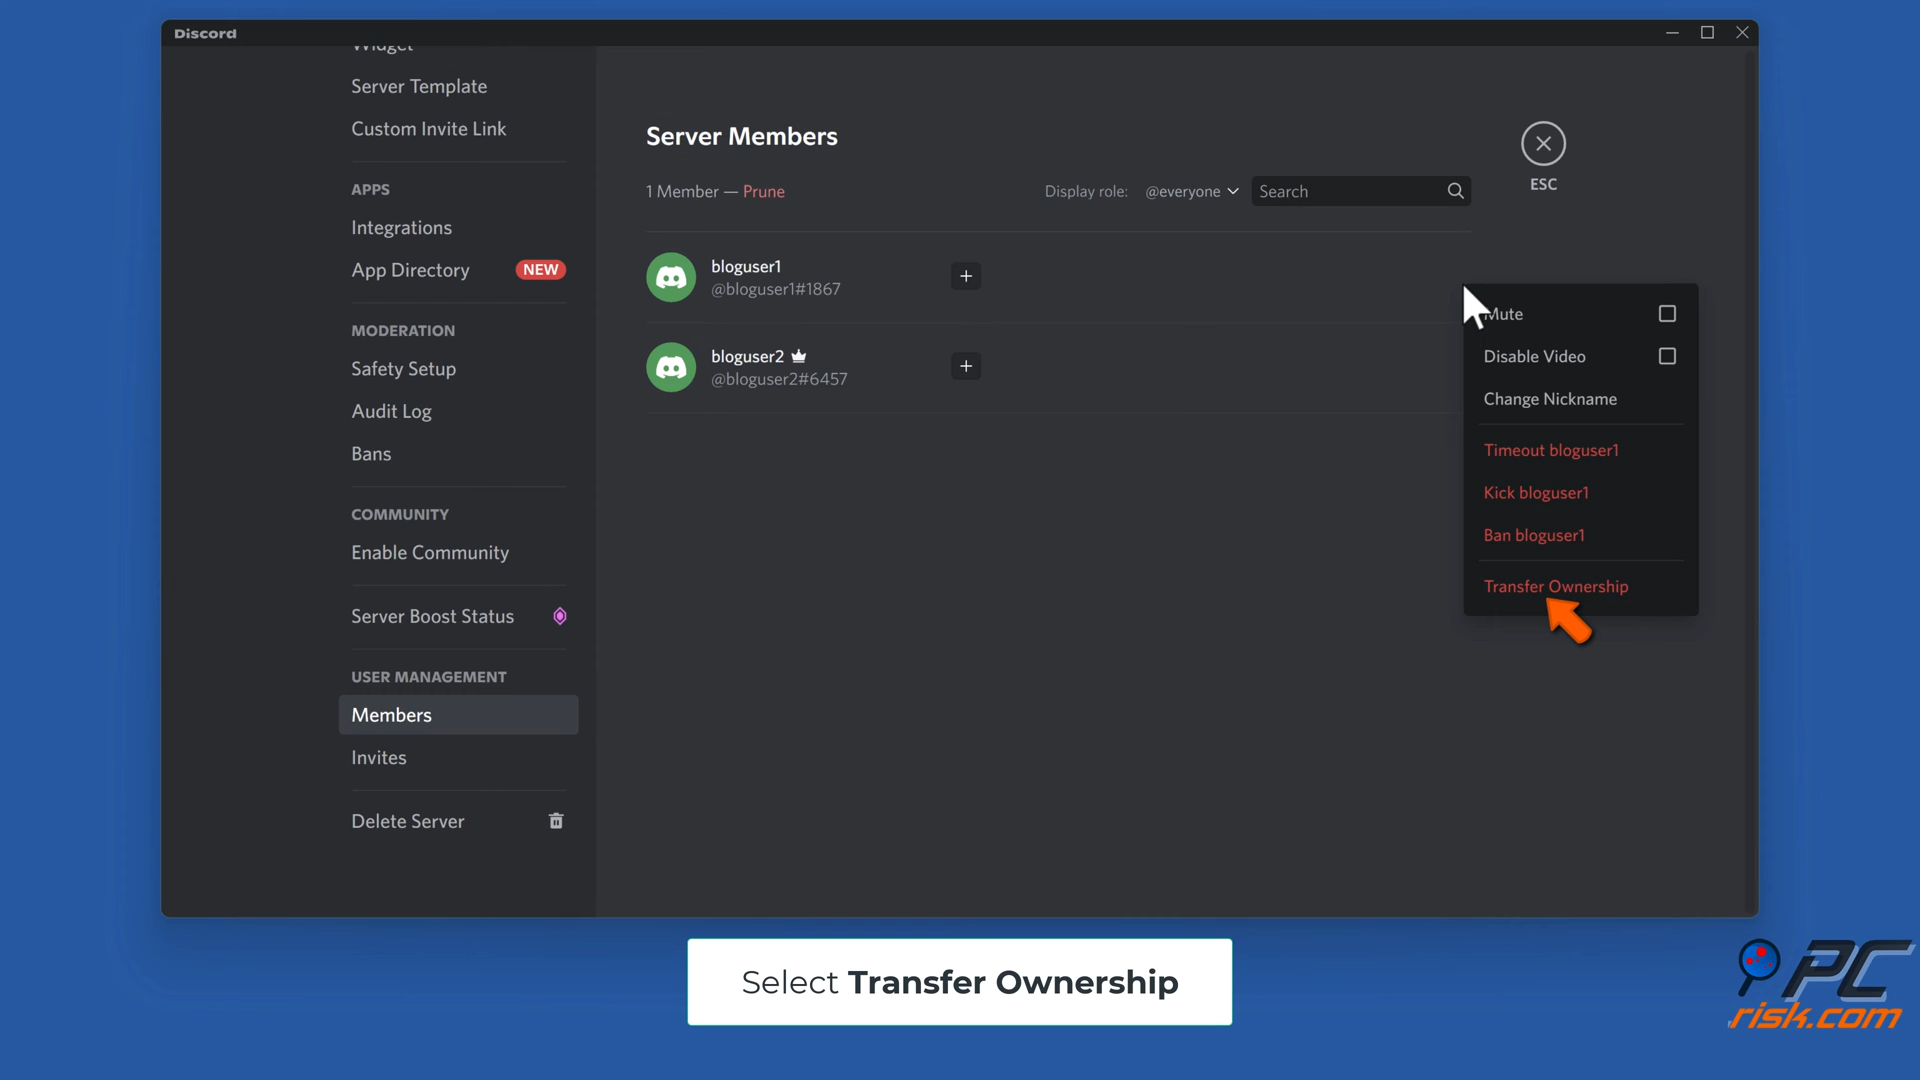 Discord
Widget
Server Template
Custom Invite Link
APPS
Integrations
App Directory NEW
MODERATION
Safety Setup
Audit Log
Bans
COMMUNITY
Enable Community
Server Boost Status
USER MANAGEMENT
Members
Invites
Delete Server
Server Members
1 Member — Prune
Display role: @everyone
Search
ESC
bloguser1
@bloguser1#1867
bloguser2
@bloguser2#6457
Mute
Disable Video
Change Nickname
Timeout bloguser1
Kick bloguser1
Ban bloguser1
Transfer Ownership
Select Transfer Ownership
PC
risk.com